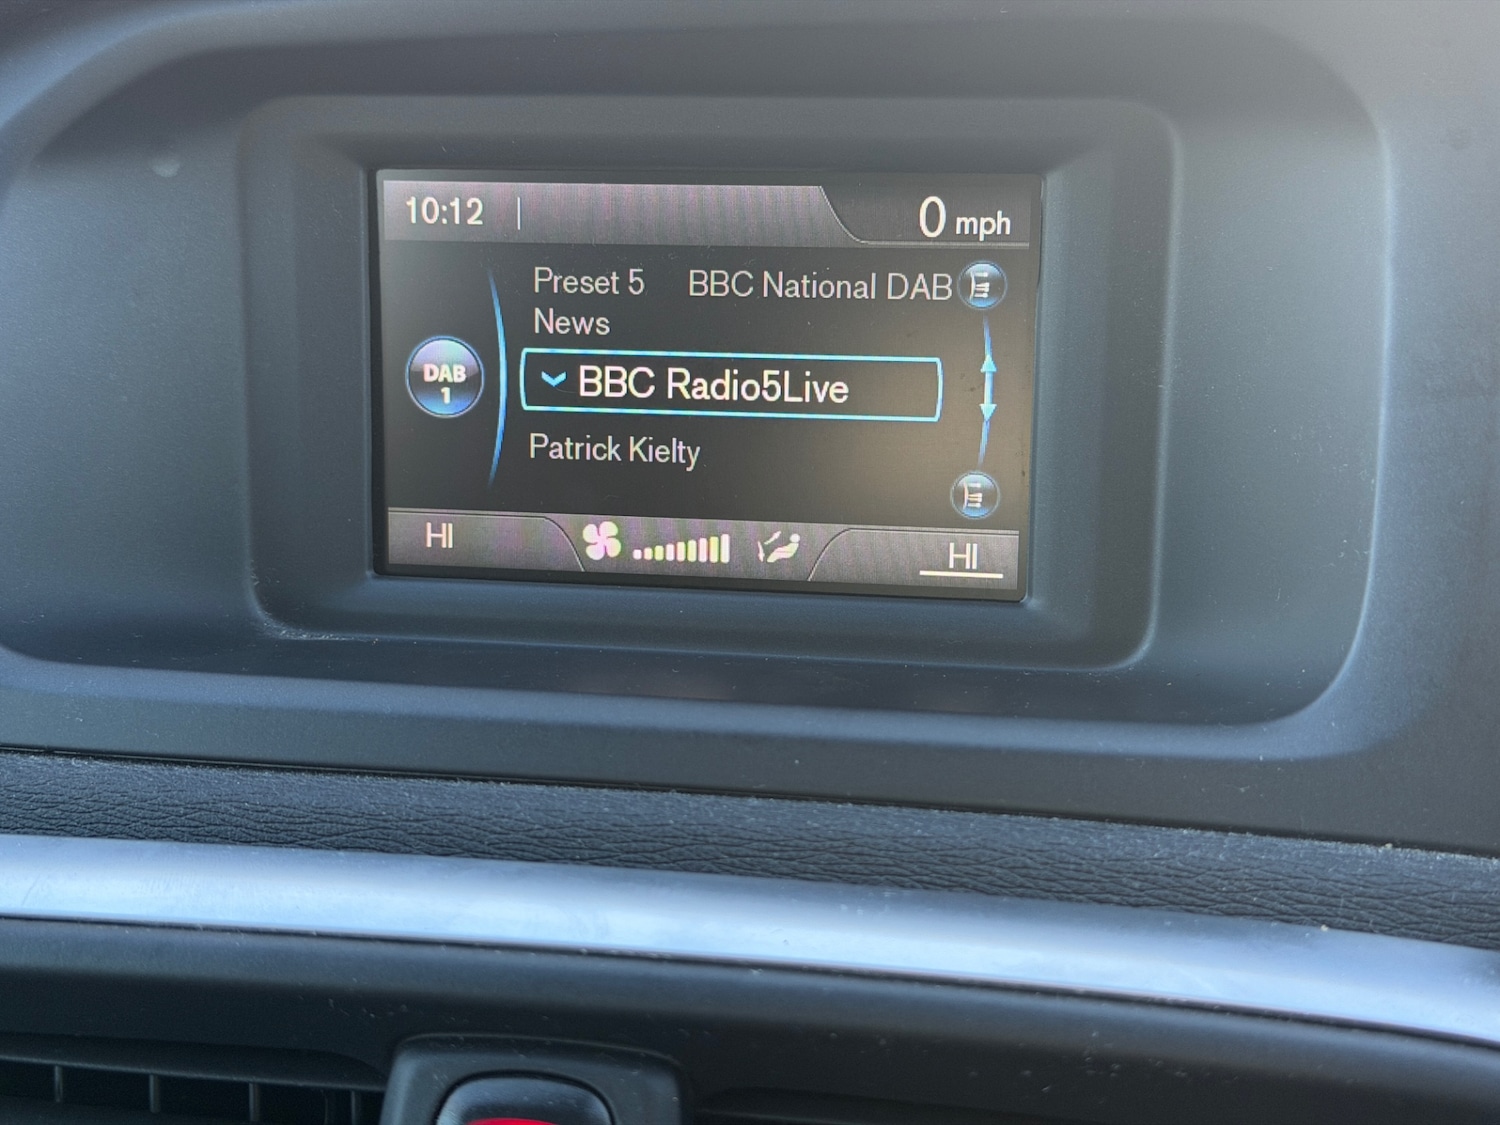 10:12
0 mph
Preset 5 BBC National DAB
News
DAB
1
BBC Radio5Live
Patrick Kielty
HI
HI